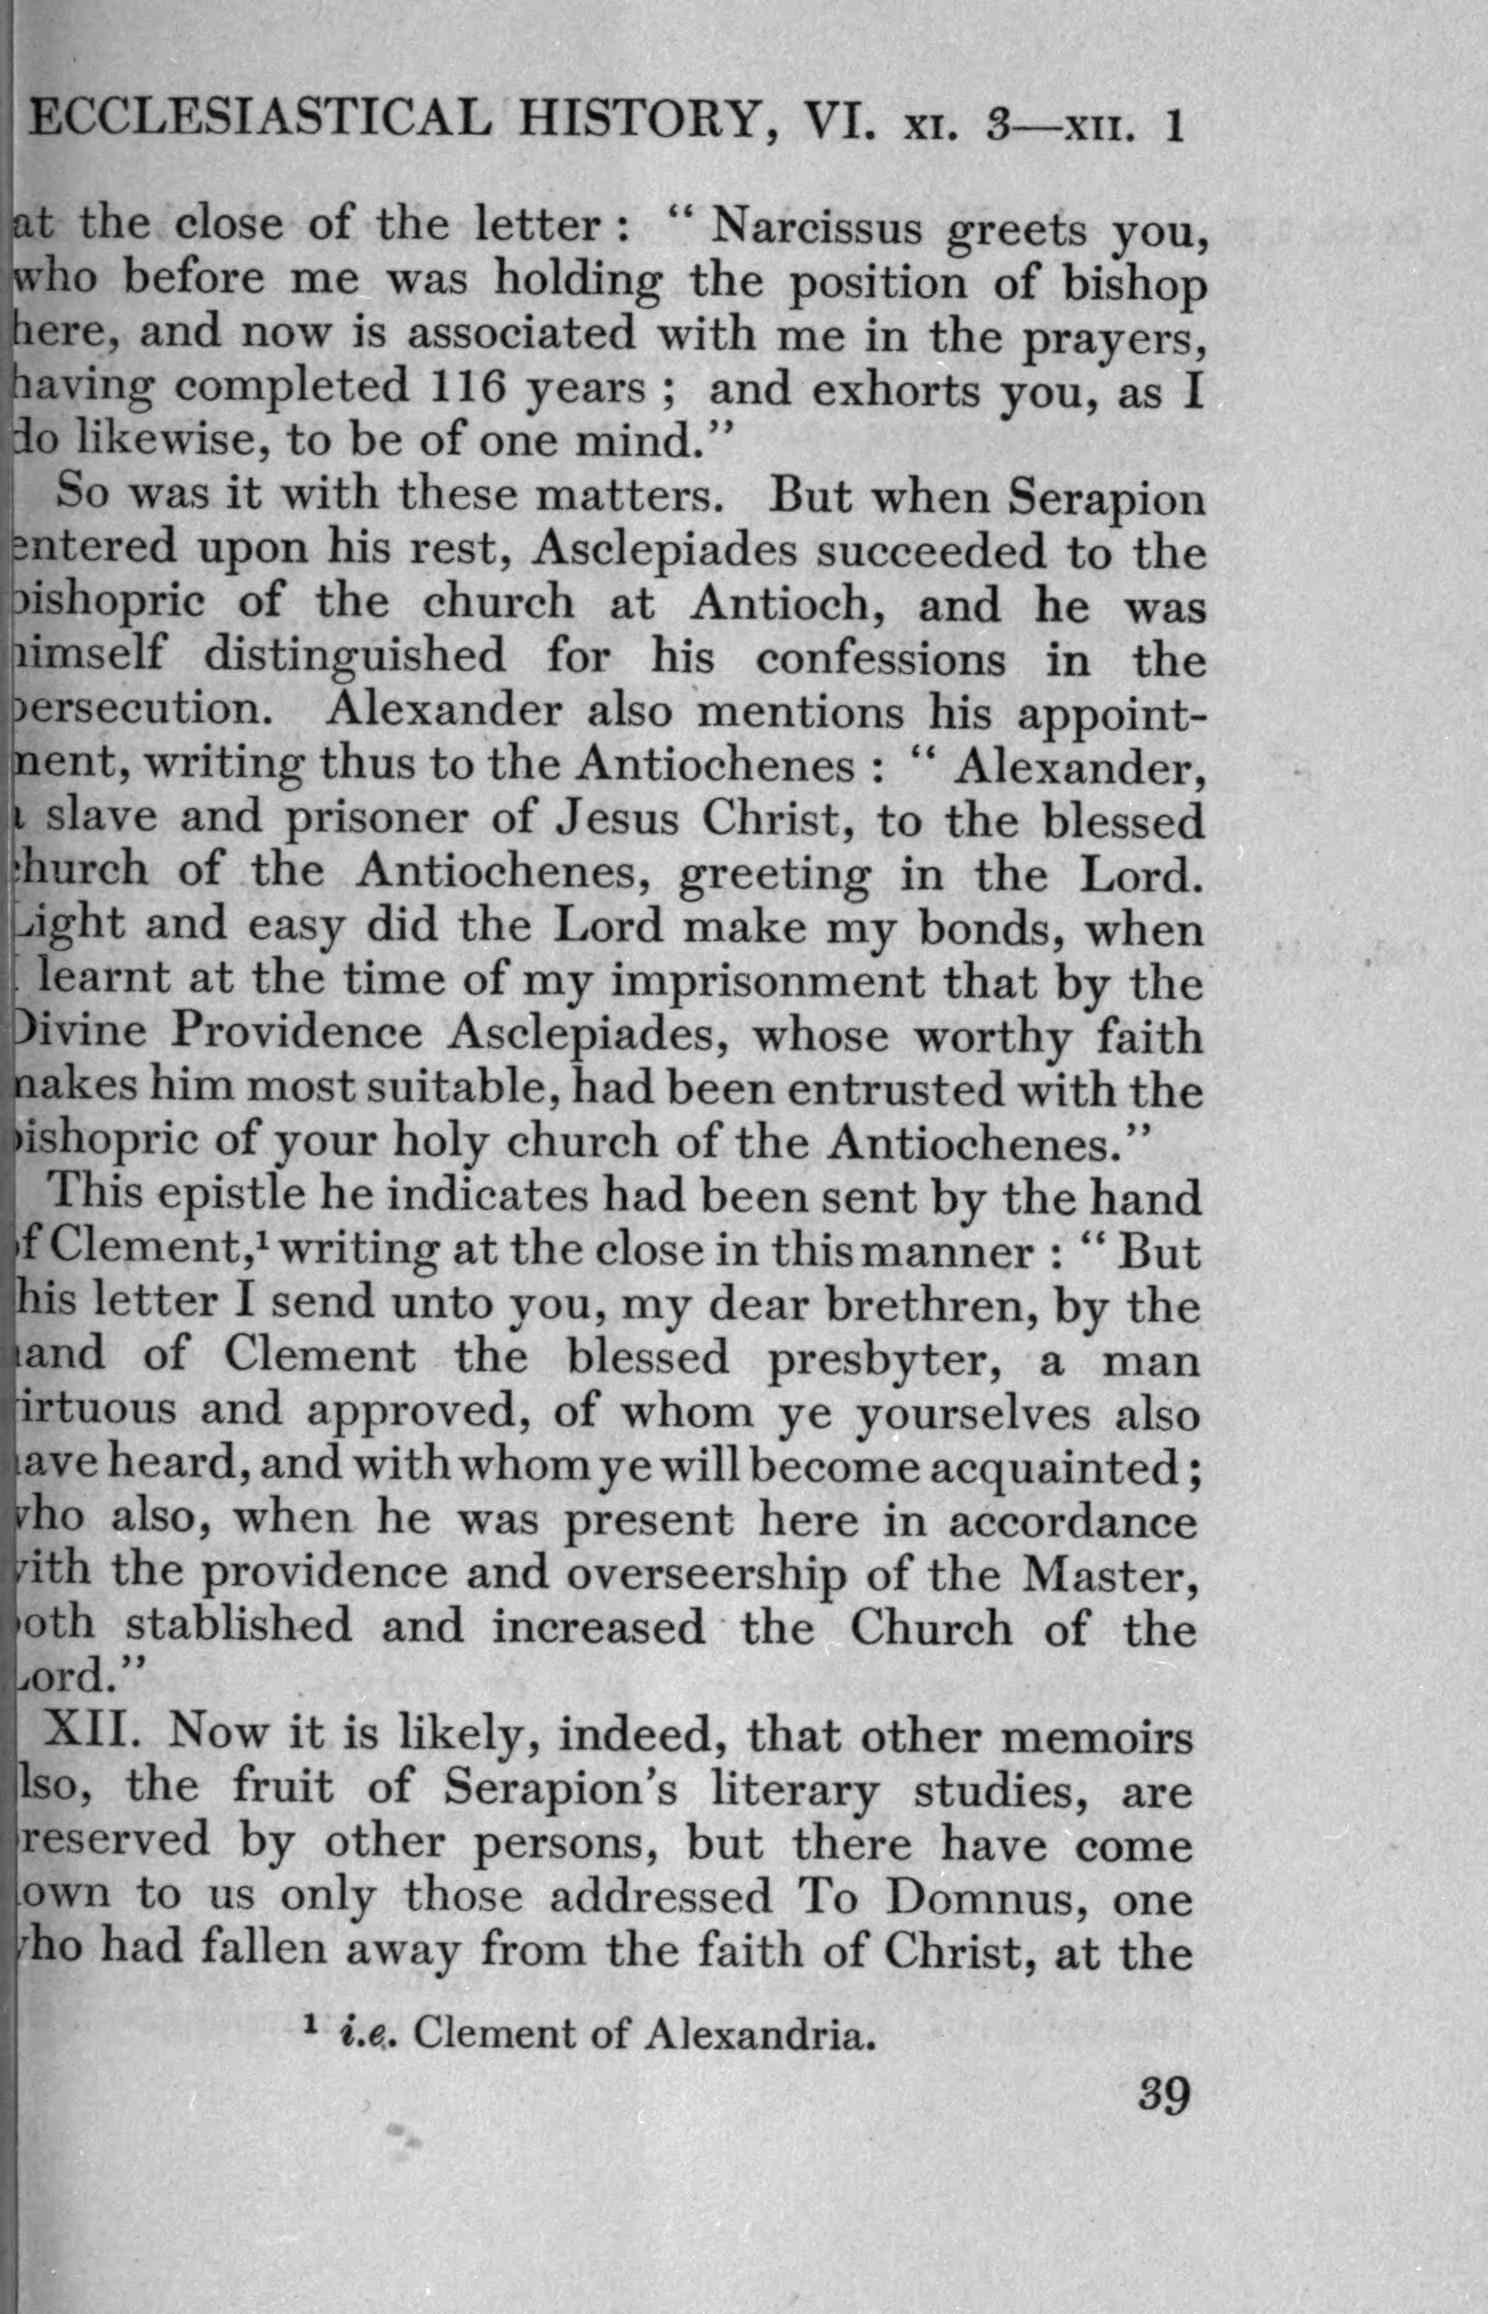 ECCLESIASTICAL HISTORY, VI. XI. 3—XII. 1
at the close of the letter : “ Narcissus greets you,
who before me was holding the position of bishop
here, and now is associated with me in the prayers,
having completed 116 years ; and exhorts you, as I
do likewise, to be of one mind.”
So was it with these matters. But when Serapion
entered upon his rest, Asclepiades succeeded to the
bishopric of the church at Antioch, and he was
himself distinguished for his confessions in the
persecution. Alexander also mentions his appoint-
ment, writing thus to the Antiochenes : “ Alexander,
a slave and prisoner of Jesus Christ, to the blessed
church of the Antiochenes, greeting in the Lord.
Light and easy did the Lord make my bonds, when
I learnt at the time of my imprisonment that by the
Divine Providence Asclepiades, whose worthy faith
makes him most suitable, had been entrusted with the
bishopric of your holy church of the Antiochenes.”
This epistle he indicates had been sent by the hand
of Clement,¹ writing at the close in this manner : “ But
this letter I send unto you, my dear brethren, by the
hand of Clement the blessed presbyter, a man
virtuous and approved, of whom ye yourselves also
have heard, and with whom ye will become acquainted ;
who also, when he was present here in accordance
with the providence and overseership of the Master,
both stablished and increased the Church of the
Lord.”
XII. Now it is likely, indeed, that other memoirs
also, the fruit of Serapion’s literary studies, are
preserved by other persons, but there have come
down to us only those addressed To Domnus, one
who had fallen away from the faith of Christ, at the
¹ i.e. Clement of Alexandria.
39